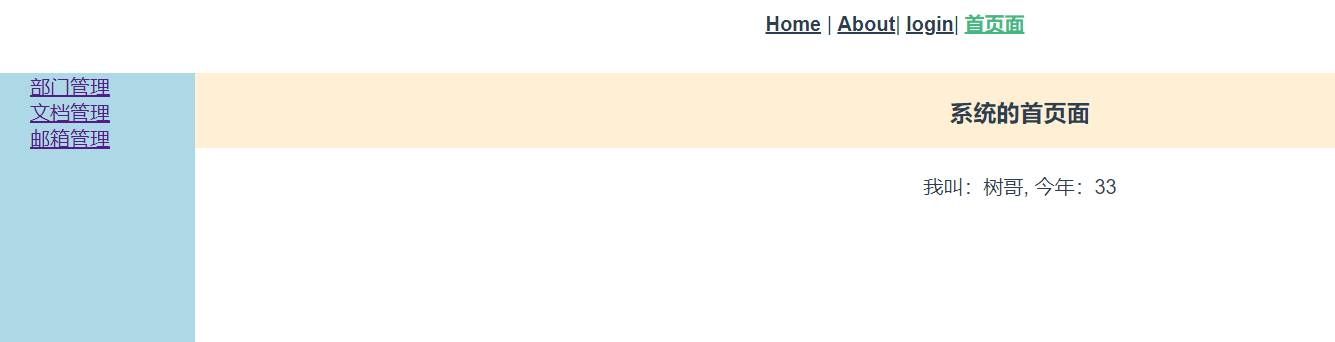 Home | About| login| 首页面
部门管理
文档管理
邮箱管理
系统的首页面
我叫：树哥, 今年：33